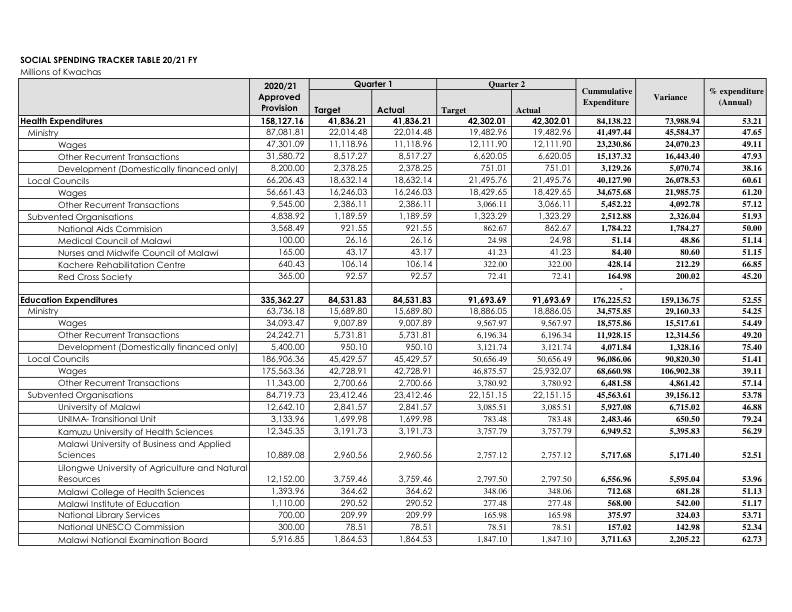 SOCIAL SPENDING TRACKER TABLE 20/21 FY
Millions of Kwachas
2020/21 Approved Provision Quarter 1 Quarter 2 Cummulative Expenditure Variance % expenditure (Annual)
Target Actual Target Actual
Health Expenditures 158,127.16 41,836.21 41,836.21 42,302.01 42,302.01 84,138.22 73,988.94 53.21
Ministry 87,081.81 22,014.48 22,014.48 19,482.96 19,482.96 41,497.44 45,584.37 47.65
Wages 47,301.09 11,118.96 11,118.96 12,111.90 12,111.90 23,230.86 24,070.23 49.11
Other Recurrent Transactions 31,580.72 8,517.27 8,517.27 6,620.05 6,620.05 15,137.32 16,443.40 47.93
Development (Domestically financed only) 8,200.00 2,378.25 2,378.25 751.01 751.01 3,129.26 5,070.74 38.16
Local Councils 66,206.43 18,632.14 18,632.14 21,495.76 21,495.76 40,127.90 26,078.53 60.61
Wages 56,661.43 16,246.03 16,246.03 18,429.65 18,429.65 34,675.68 21,985.75 61.20
Other Recurrent Transactions 9,545.00 2,386.11 2,386.11 3,066.11 3,066.11 5,452.22 4,092.78 57.12
Subvented Organisations 4,838.92 1,189.59 1,189.59 1,323.29 1,323.29 2,512.88 2,326.04 51.93
National Aids Commision 3,568.49 921.55 921.55 862.67 862.67 1,784.22 1,784.27 50.00
Medical Council of Malawi 100.00 26.16 26.16 24.98 24.98 51.14 48.86 51.14
Nurses and Midwife Council of Malawi 165.00 43.17 43.17 41.23 41.23 84.40 80.60 51.15
Kachere Rehabilitation Centre 640.43 106.14 106.14 322.00 322.00 428.14 212.29 66.85
Red Cross Society 365.00 92.57 92.57 72.41 72.41 164.98 200.02 45.20
-
Education Expenditures 335,362.27 84,531.83 84,531.83 91,693.69 91,693.69 176,225.52 159,136.75 52.55
Ministry 63,736.18 15,689.80 15,689.80 18,886.05 18,886.05 34,575.85 29,160.33 54.25
Wages 34,093.47 9,007.89 9,007.89 9,567.97 9,567.97 18,575.86 15,517.61 54.49
Other Recurrent Transactions 24,242.71 5,731.81 5,731.81 6,196.34 6,196.34 11,928.15 12,314.56 49.20
Development (Domestically financed only) 5,400.00 950.10 950.10 3,121.74 3,121.74 4,071.84 1,328.16 75.40
Local Councils 186,906.36 45,429.57 45,429.57 50,656.49 50,656.49 96,086.06 90,820.30 51.41
Wages 175,563.36 42,728.91 42,728.91 46,875.57 25,932.07 68,660.98 106,902.38 39.11
Other Recurrent Transactions 11,343.00 2,700.66 2,700.66 3,780.92 3,780.92 6,481.58 4,861.42 57.14
Subvented Organisations 84,719.73 23,412.46 23,412.46 22,151.15 22,151.15 45,563.61 39,156.12 53.78
University of Malawi 12,642.10 2,841.57 2,841.57 3,085.51 3,085.51 5,927.08 6,715.02 46.88
UNIMA- Transitional Unit 3,133.96 1,699.98 1,699.98 783.48 783.48 2,483.46 650.50 79.24
Kamuzu University of Health Sciences 12,345.35 3,191.73 3,191.73 3,757.79 3,757.79 6,949.52 5,395.83 56.29
Malawi University of Business and Applied
Sciences 10,889.08 2,960.56 2,960.56 2,757.12 2,757.12 5,717.68 5,171.40 52.51
Lilongwe University of Agriculture and Natural
Resources 12,152.00 3,759.46 3,759.46 2,797.50 2,797.50 6,556.96 5,595.04 53.96
Malawi College of Health Sciences 1,393.96 364.62 364.62 348.06 348.06 712.68 681.28 51.13
Malawi Institute of Education 1,110.00 290.52 290.52 277.48 277.48 568.00 542.00 51.17
National Library Services 700.00 209.99 209.99 165.98 165.98 375.97 324.03 53.71
National UNESCO Commission 300.00 78.51 78.51 78.51 78.51 157.02 142.98 52.34
Malawi National Examination Board 5,916.85 1,864.53 1,864.53 1,847.10 1,847.10 3,711.63 2,205.22 62.73